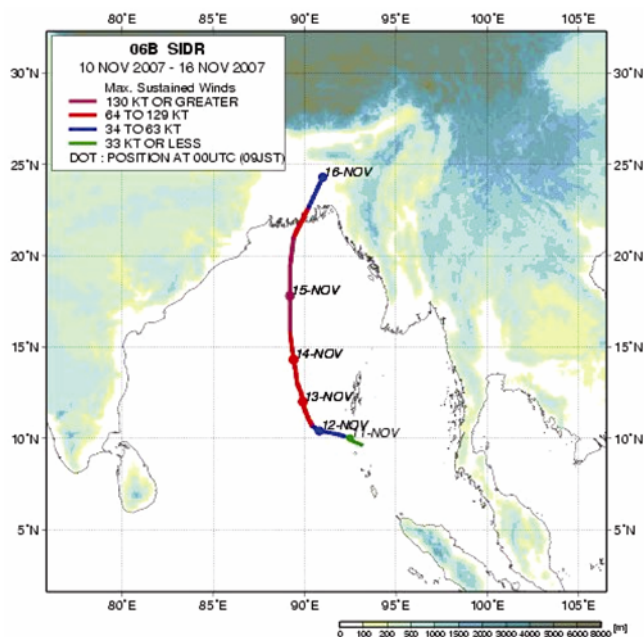 06B SIDR
10 NOV 2007 - 16 NOV 2007
Max. Sustained Winds
130 KT OR GREATER
64 TO 129 KT
34 TO 63 KT
33 KT OR LESS
DOT : POSITION AT 00UTC (09JST)
30°N
25°N
20°N
15°N
10°N
5°N
30°N
25°N
20°N
15°N
10°N
5°N
16-NOV
15-NOV
14-NOV
13-NOV
12-NOV
11-NOV
80°E 85°E 90°E 95°E 100°E 105°E
80°E 85°E 90°E 95°E 100°E 105°E
0 100 200 500 1000 1500 2000 3000 4000 5000 6000 8000 [m]